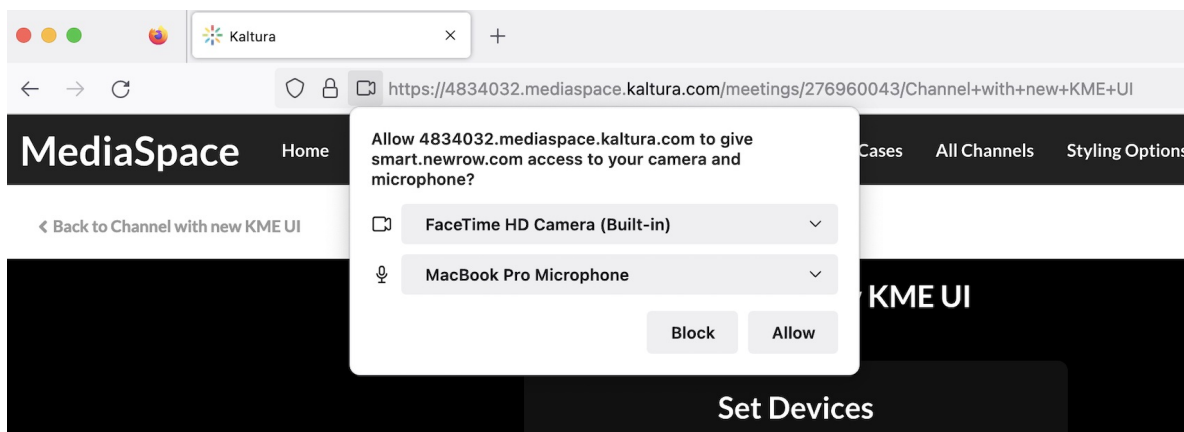 Kaltura
https://4834032.mediaspace.kaltura.com/meetings/276960043/Channel+with+new+KME+UI
MediaSpace Home Cases All Channels Styling Options
Allow 4834032.mediaspace.kaltura.com to give
smart.newrow.com access to your camera and
microphone?
Back to Channel with new KME UI
FaceTime HD Camera (Built-in)
MacBook Pro Microphone
KME UI
Block Allow
Set Devices